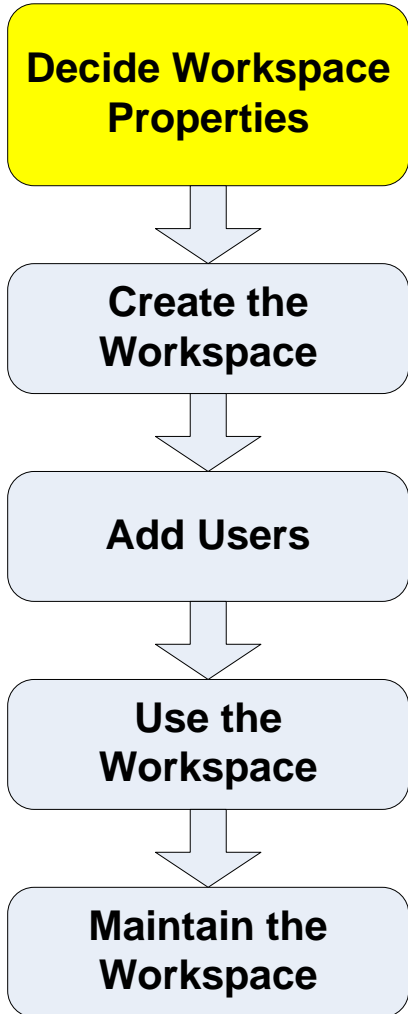 Decide Workspace
Properties
Create the
Workspace
Add Users
Use the
Workspace
Maintain the
Workspace